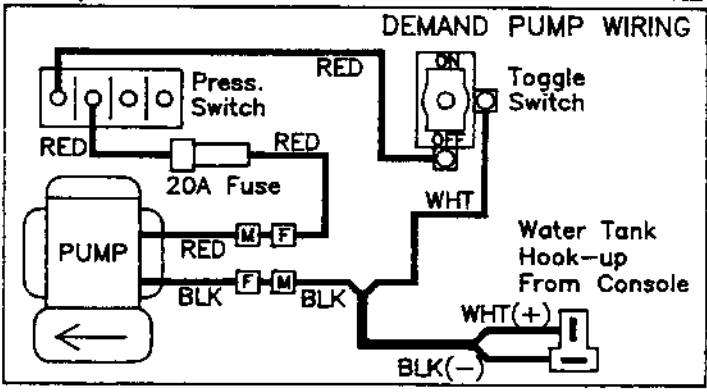 DEMAND PUMP WIRING
RED
ON
Press.
Switch
Toggle
Switch
RED
RED
OFF
20A Fuse
WHT
PUMP
RED
M
F
Water Tank
Hook-up
From Console
BLK
F
M
BLK
WHT(+)
BLK(-)